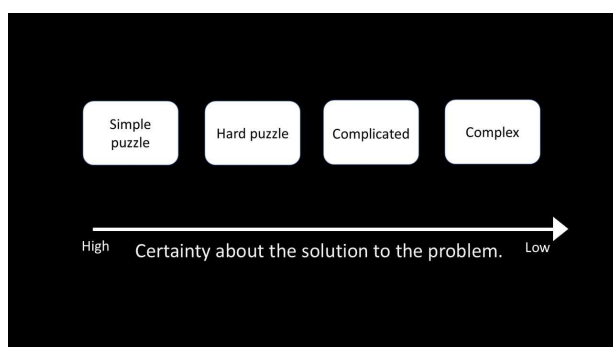 Simple
puzzle
Hard puzzle
Complicated
Complex
High
Certainty about the solution to the problem.
Low